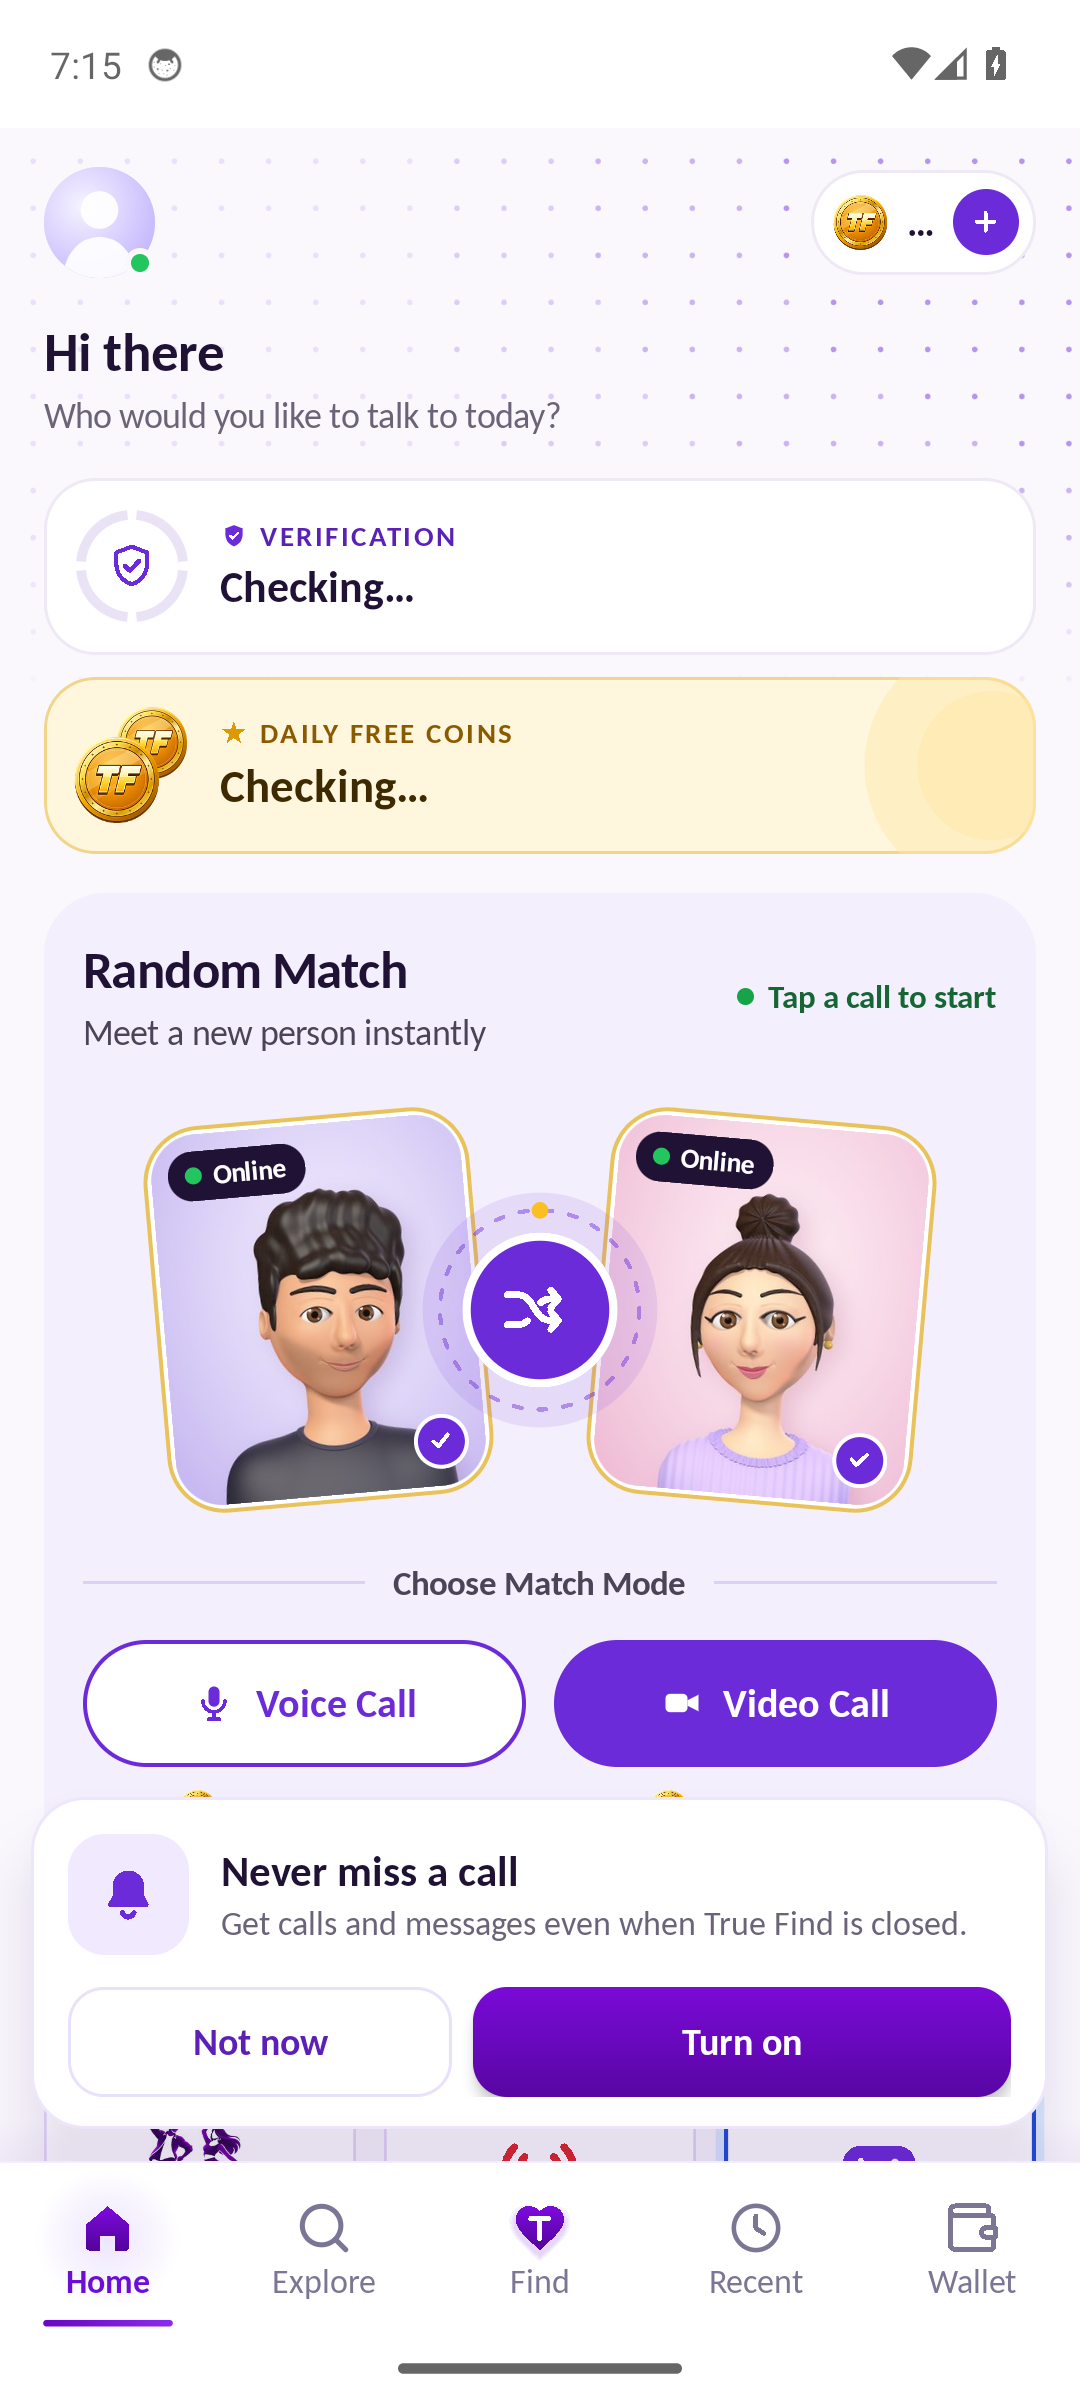 7:15
TF
...
Hi there
Who would you like to talk to today?
VERIFICATION
Checking...
TF
TF
DAILY FREE COINS
Checking...
Random Match
Meet a new person instantly
Tap a call to start
Online
Online
Choose Match Mode
Voice Call
Video Call
Never miss a call
Get calls and messages even when True Find is closed.
Not now
Turn on
T
Home
Explore
Find
Recent
Wallet